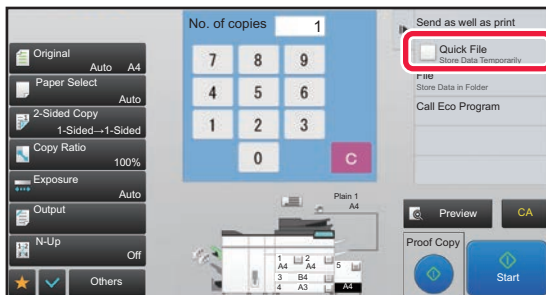 No. of copies 1
Send as well as print
Original
Auto A4
Quick File
Store Data Temporarily
7 8 9
Paper Select
Auto
File
Store Data in Folder
4 5 6
2-Sided Copy
1-Sided→1-Sided
Call Eco Program
1 2 3
Copy Ratio
100%
0 C
Exposure
Auto
Plain 1
A4
Output
Preview CA
Proof Copy
N-Up
Off
1 2
A4 A4
5
3 B4
4 A3 A4
Others
Start